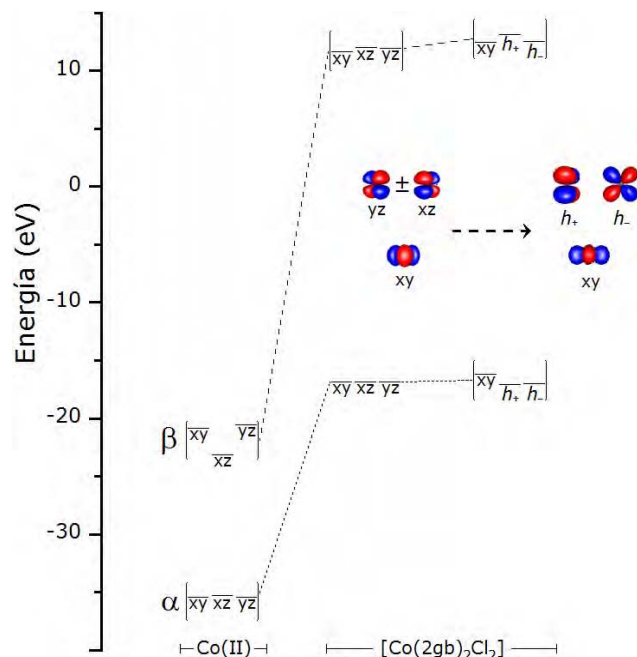 Energía (eV)
10
0
-10
-20
-30
[xy xz yz]
[xy h₊ h₋]
yz ± xz
xy
h₊ h₋
xy
xy xz yz
[xy h₊ h₋]
β [xy xz yz]
α [xy xz yz]
Co(II)
[Co(2gb)₂Cl₂]